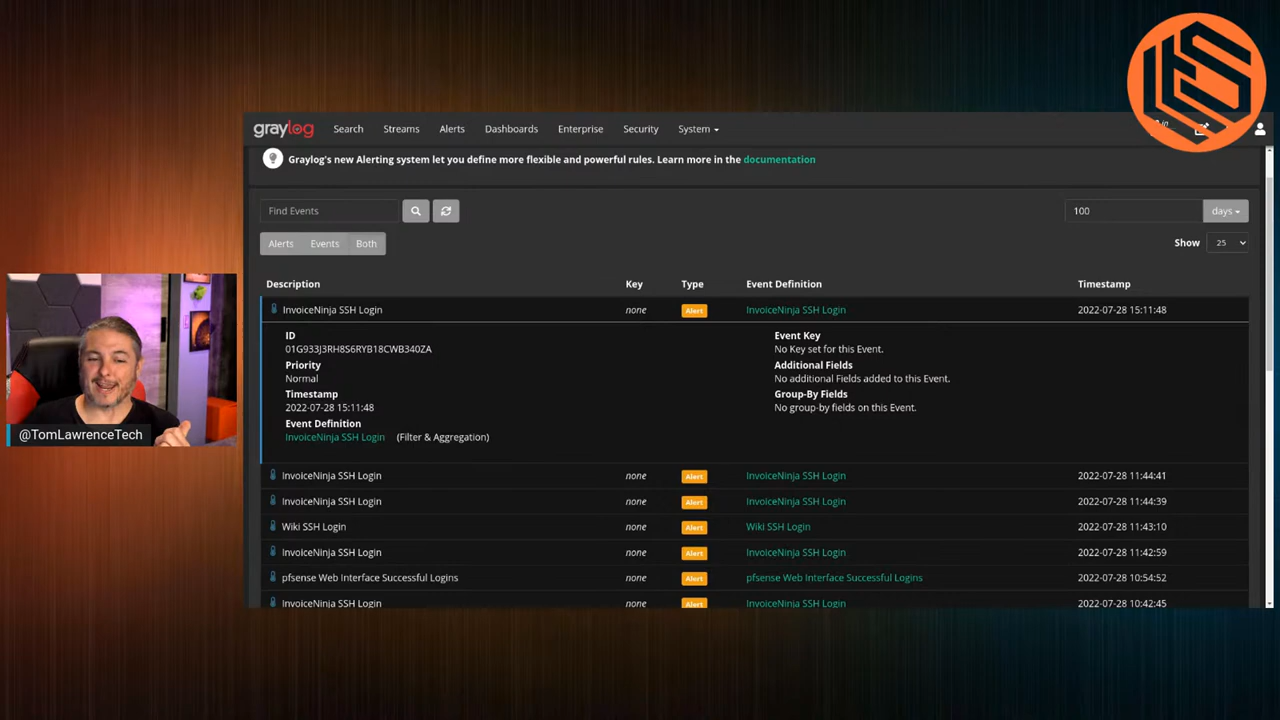 graylog Search Streams Alerts Dashboards Enterprise Security System
Graylog's new Alerting system let you define more flexible and powerful rules. Learn more in the documentation
Find Events 100 days
Alerts Events Both Show 25
Description Key Type Event Definition Timestamp
InvoiceNinja SSH Login none Alert InvoiceNinja SSH Login 2022-07-28 15:11:48
ID Event Key
01G933J3RH8S6RYB18CWB340ZA No Key set for this Event.
Priority Additional Fields
Normal No additional Fields added to this Event.
Timestamp Group-By Fields
2022-07-28 15:11:48 No group-by fields on this Event.
Event Definition
InvoiceNinja SSH Login (Filter & Aggregation)
@TomLawrenceTech
InvoiceNinja SSH Login none Alert InvoiceNinja SSH Login 2022-07-28 11:44:41
InvoiceNinja SSH Login none Alert InvoiceNinja SSH Login 2022-07-28 11:44:39
Wiki SSH Login none Alert Wiki SSH Login 2022-07-28 11:43:10
InvoiceNinja SSH Login none Alert InvoiceNinja SSH Login 2022-07-28 11:42:59
pfsense Web Interface Successful Logins none Alert pfsense Web Interface Successful Logins 2022-07-28 10:54:52
InvoiceNinja SSH Login none Alert InvoiceNinja SSH Login 2022-07-28 10:42:45